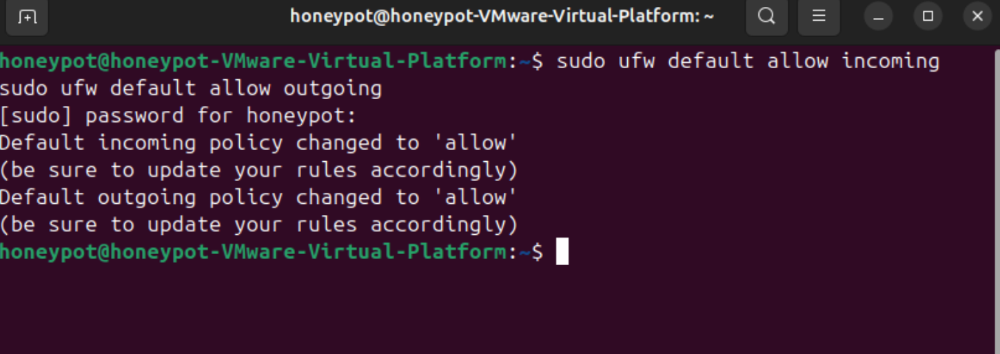 honeypot@honeypot-VMware-Virtual-Platform: ~
honeypot@honeypot-VMware-Virtual-Platform:~$ sudo ufw default allow incoming
sudo ufw default allow outgoing
[sudo] password for honeypot:
Default incoming policy changed to 'allow'
(be sure to update your rules accordingly)
Default outgoing policy changed to 'allow'
(be sure to update your rules accordingly)
honeypot@honeypot-VMware-Virtual-Platform:~$